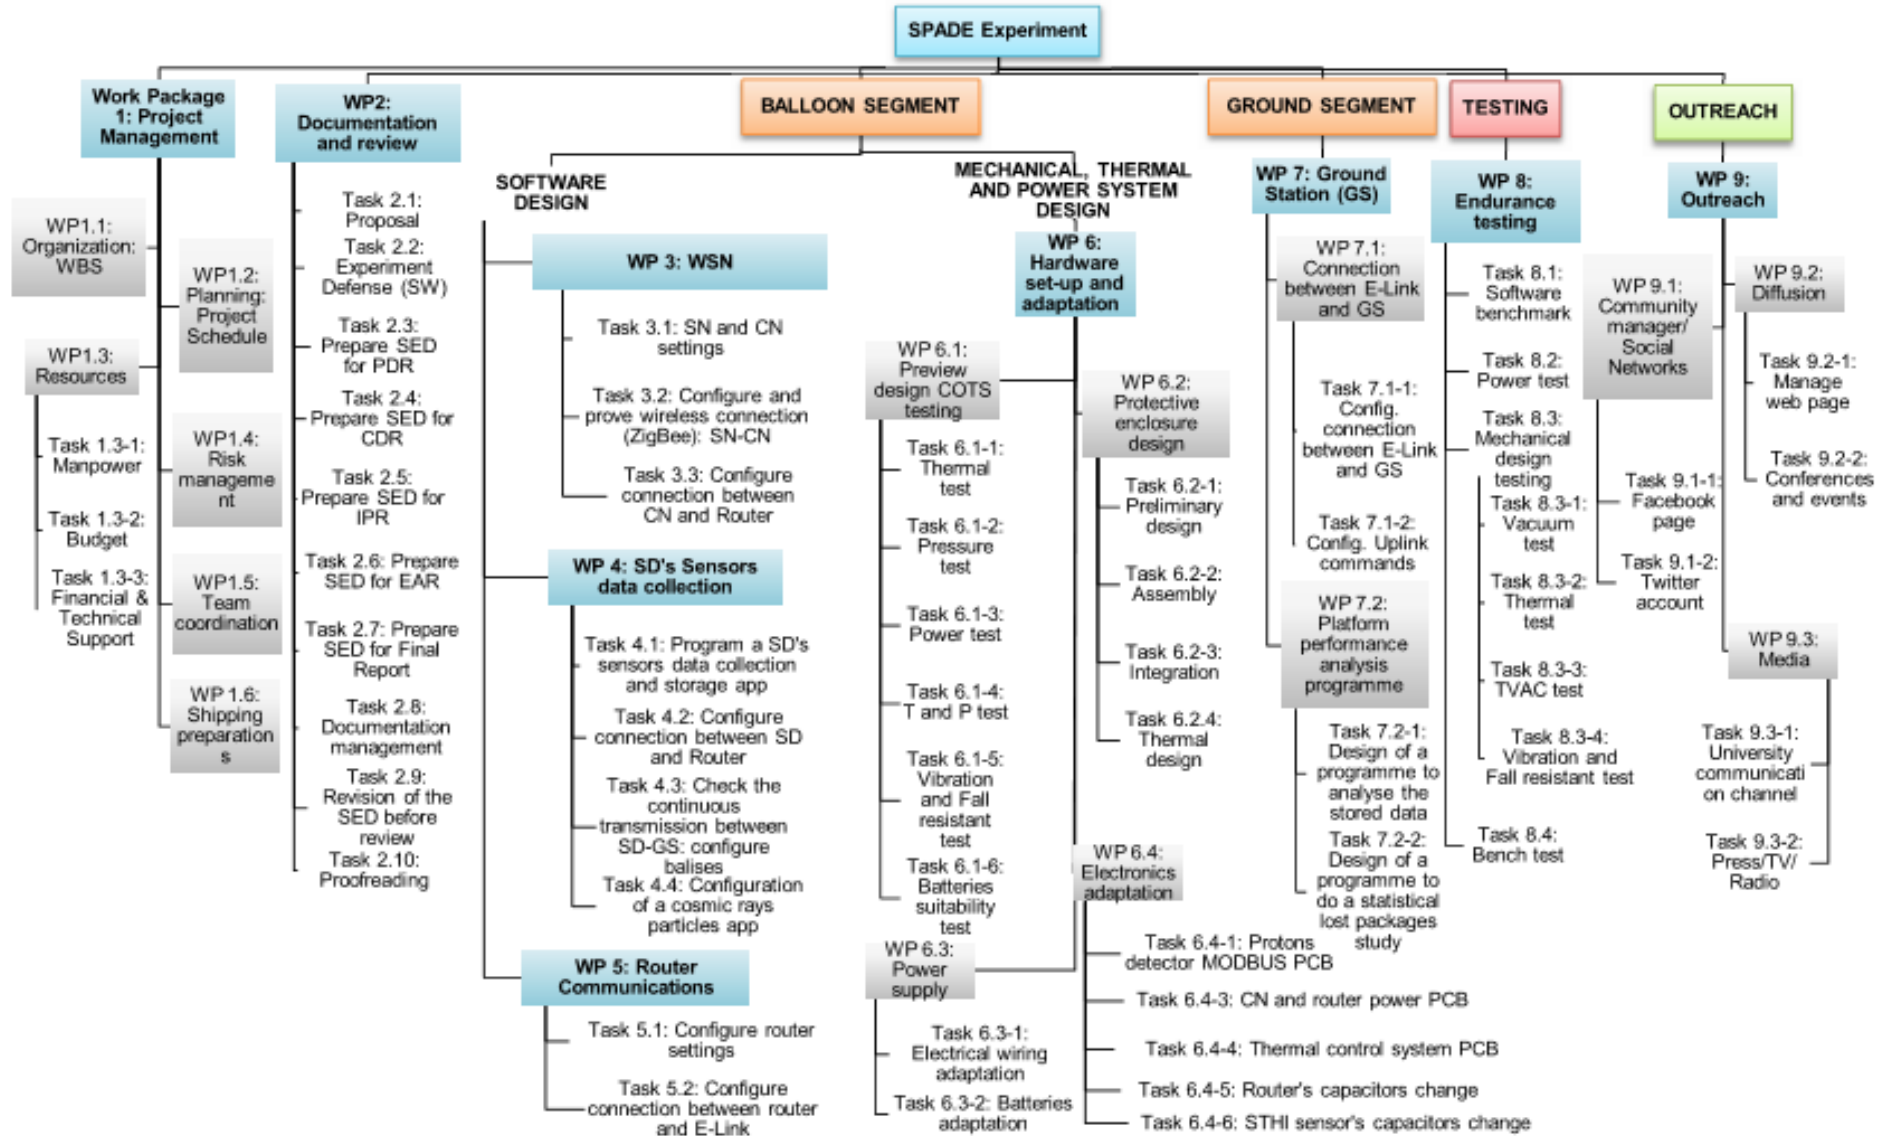 SPADE Experiment
Work Package
1: Project
Management
WP1.1:
Organization:
WBS
WP1.2:
Planning:
Project
Schedule
WP1.3:
Resources
Task 1.3-1:
Manpower
Task 1.3-2:
Budget
Task 1.3-3:
Financial &
Technical
Support
WP1.4:
Risk
manageme
nt
WP1.5:
Team
coordination
WP 1.6:
Shipping
preparation
s
WP2:
Documentation
and review
Task 2.1:
Proposal
Task 2.2:
Experiment
Defense (SW)
Task 2.3:
Prepare SED
for PDR
Task 2.4:
Prepare SED for
CDR
Task 2.5:
Prepare SED for
IPR
Task 2.6: Prepare
SED for EAR
Task 2.7: Prepare
SED for Final
Report
Task 2.8:
Documentation
management
Task 2.9:
Revision of the
SED before
review
Task 2.10:
Proofreading
BALLOON SEGMENT
SOFTWARE
DESIGN
WP 3: WSN
Task 3.1: SN and CN
settings
Task 3.2: Configure and
prove wireless connection
(ZigBee): SN-CN
Task 3.3: Configure
connection between
CN and Router
WP 4: SD's Sensors
data collection
Task 4.1: Program a SD's
sensors data collection
and storage app
Task 4.2: Configure
connection between SD
and Router
Task 4.3: Check the
continuous
transmission between
SD-GS: configure
balises
Task 4.4: Configuration
of a cosmic rays
particles app
WP 5: Router
Communications
Task 5.1: Configure router
settings
Task 5.2: Configure
connection between router
and E-Link
MECHANICAL, THERMAL
AND POWER SYSTEM
DESIGN
WP 6:
Hardware
set-up and
adaptation
WP 6.1:
Preview
design COTS
testing
Task 6.1-1:
Thermal
test
Task 6.1-2:
Pressure
test
Task 6.1-3:
Power test
Task 6.1-4:
T and P test
Task 6.1-5:
Vibration
and Fall
resistant
test
Task 6.1-6:
Batteries
suitability
test
WP 6.2:
Protective
enclosure
design
Task 6.2-1:
Preliminary
design
Task 6.2-2:
Assembly
Task 6.2-3:
Integration
Task 6.2.4:
Thermal
design
WP 6.3:
Power
supply
Task 6.3-1:
Electrical wiring
adaptation
Task 6.3-2: Batteries
adaptation
WP 6.4:
Electronics
adaptation
Task 6.4-1: Protons
detector MODBUS PCB
Task 6.4-3: CN and router power PCB
Task 6.4-4: Thermal control system PCB
Task 6.4-5: Router's capacitors change
Task 6.4-6: STHI sensor's capacitors change
GROUND SEGMENT
WP 7: Ground
Station (GS)
WP 7.1:
Connection
between E-Link
and GS
Task 7.1-1:
Config.
connection
between E-Link
and GS
Task 7.1-2:
Config. Uplink
commands
WP 7.2:
Platform
performance
analysis
programme
Task 7.2-1:
Design of a
programme to
analyse the
stored data
Task 7.2-2:
Design of a
programme to
do a statistical
lost packages
study
TESTING
WP 8:
Endurance
testing
Task 8.1:
Software
benchmark
Task 8.2:
Power test
Task 8.3:
Mechanical
design
testing
Task 8.3-1:
Vacuum
test
Task 8.3-2:
Thermal
test
Task 8.3-3:
TVAC test
Task 8.3-4:
Vibration and
Fall resistant test
Task 8.4:
Bench test
OUTREACH
WP 9:
Outreach
WP 9.1:
Community
manager/
Social
Networks
Task 9.1-1:
Facebook
page
Task 9.1-2:
Twitter
account
WP 9.2:
Diffusion
Task 9.2-1:
Manage
web page
Task 9.2-2:
Conferences
and events
WP 9.3:
Media
Task 9.3-1:
University
communicati
on channel
Task 9.3-2:
Press/TV/
Radio